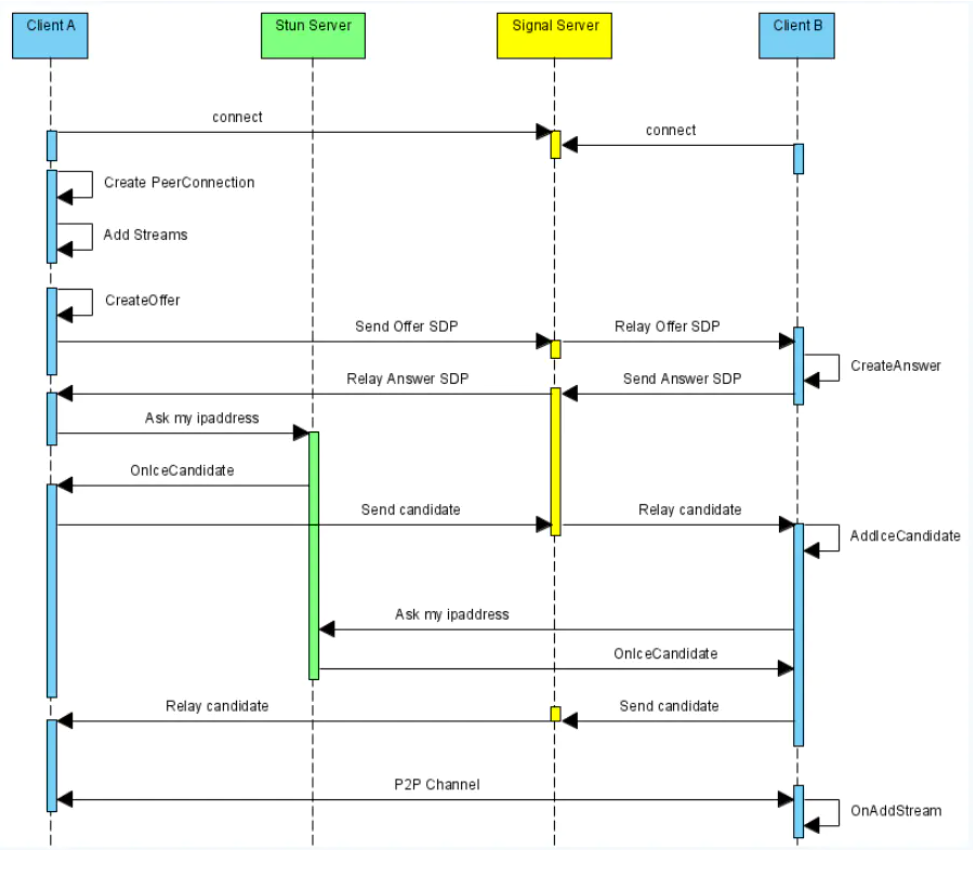 Client A
Stun Server
Signal Server
Client B
connect
connect
Create PeerConnection
Add Streams
CreateOffer
Send Offer SDP
Relay Offer SDP
CreateAnswer
Relay Answer SDP
Send Answer SDP
Ask my ipaddress
OnIceCandidate
Send candidate
Relay candidate
AddIceCandidate
Ask my ipaddress
OnIceCandidate
Relay candidate
Send candidate
P2P Channel
OnAddStream